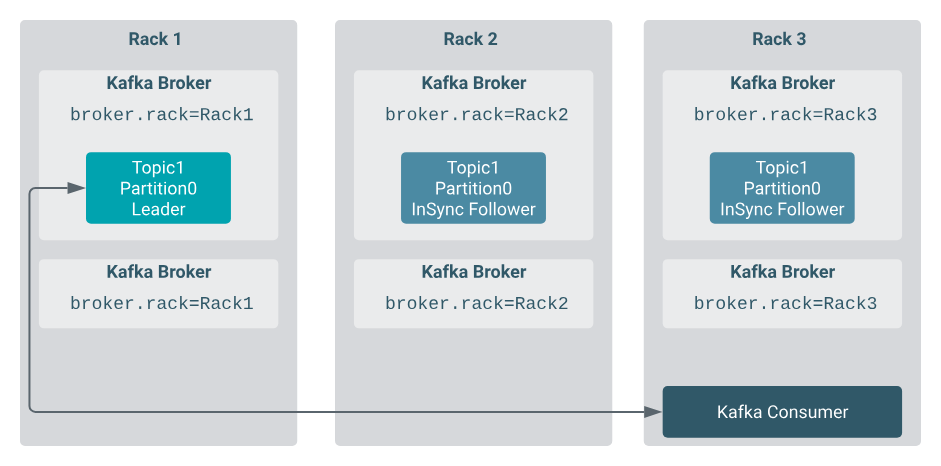 Rack 1
Kafka Broker
broker.rack=Rack1
Topic1
Partition0
Leader
Kafka Broker
broker.rack=Rack1
Rack 2
Kafka Broker
broker.rack=Rack2
Topic1
Partition0
InSync Follower
Kafka Broker
broker.rack=Rack2
Rack 3
Kafka Broker
broker.rack=Rack3
Topic1
Partition0
InSync Follower
Kafka Broker
broker.rack=Rack3
Kafka Consumer